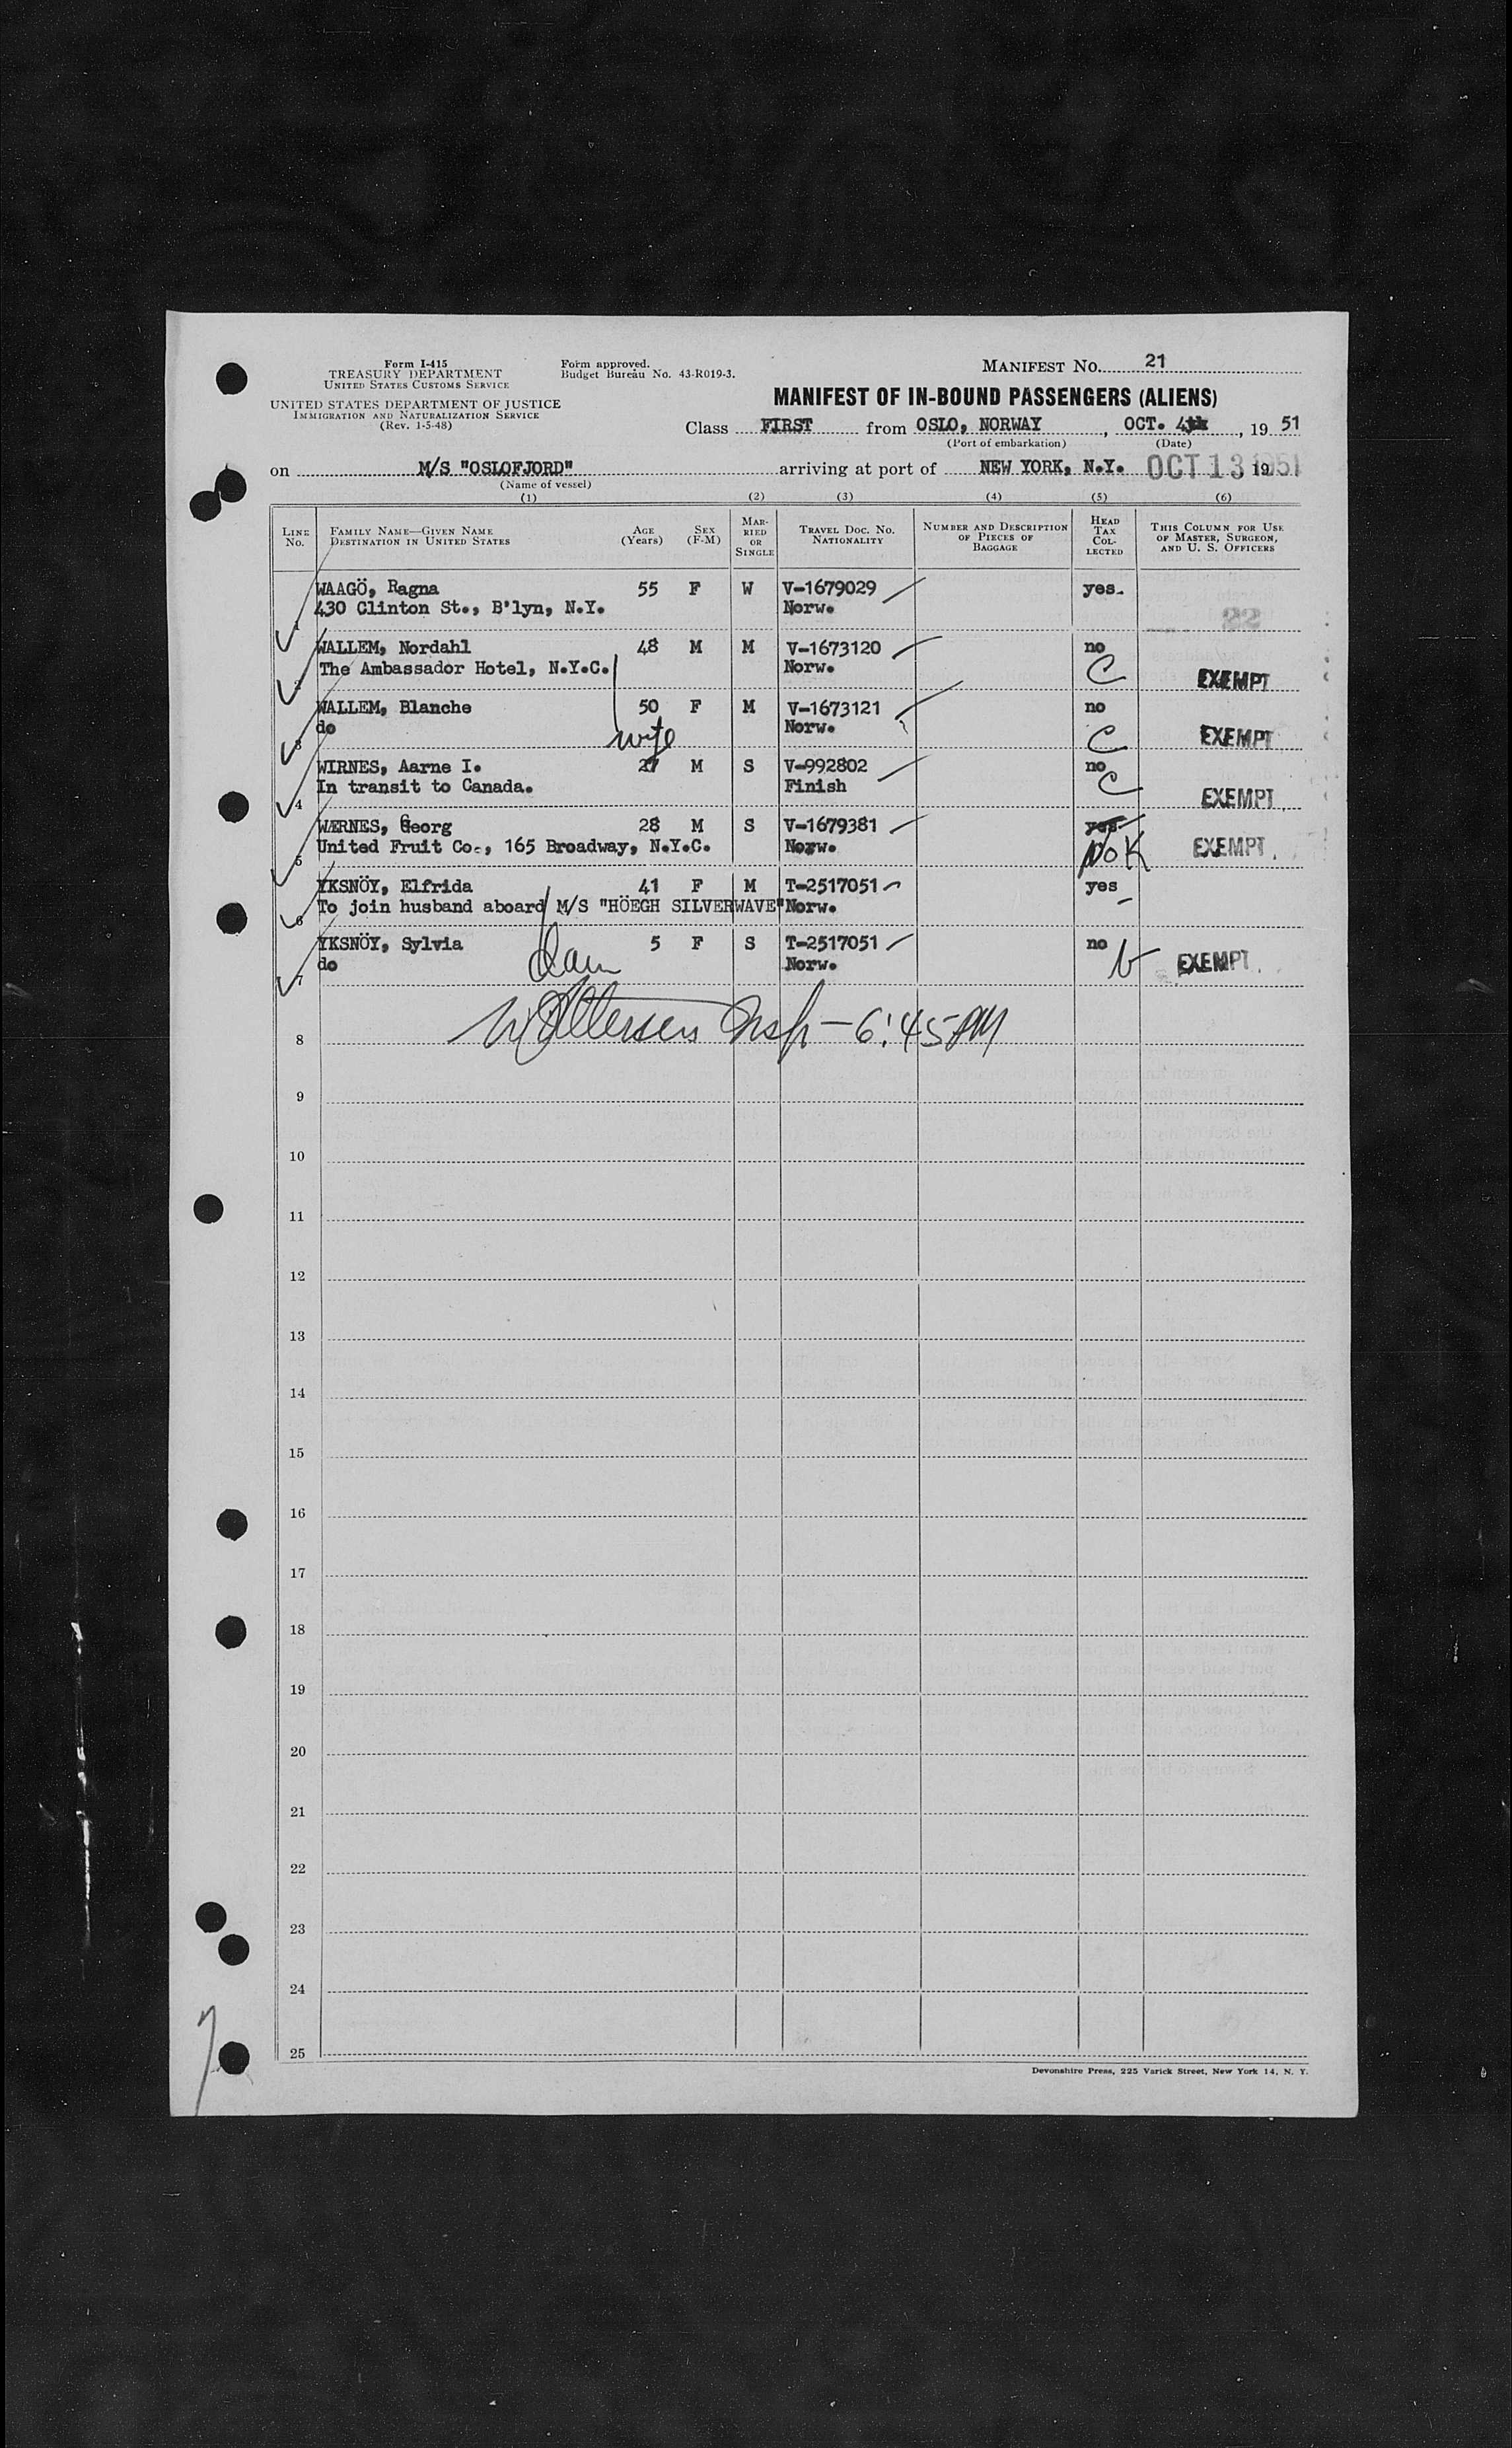 Form I-415
TREASURY DEPARTMENT
UNITED STATES CUSTOMS SERVICE
UNITED STATES DEPARTMENT OF JUSTICE
IMMIGRATION AND NATURALIZATION SERVICE
(Rev. 1-5-48)
Form approved.
Budget Bureau No. 43-R019-3.
MANIFEST NO. 21
MANIFEST OF IN-BOUND PASSENGERS (ALIENS)
Class FIRST from OSLO, NORWAY, OCT. 4th, 19 51
(Port of embarkation) (Date)
on M/S "OSLOFJORD" arriving at port of NEW YORK, N.Y. OCT 13 1951, 19
(Name of vessel)
(1) (2) (3) (4) (5) (6)
LINE NO. FAMILY NAME—GIVEN NAME DESTINATION IN UNITED STATES AGE (Years) SEX (F-M) MARRIED OR SINGLE TRAVEL DOC. NO. NATIONALITY NUMBER AND DESCRIPTION OF PIECES OF BAGGAGE HEAD TAX COLLECTED THIS COLUMN FOR USE OF MASTER, SURGEON, AND U. S. OFFICERS
WAAGÖ, Ragna 55 F W V-1679029 yes-
430 Clinton St., B'lyn, N.Y. Norw. 22
1
WALLEM, Nordahl 48 M M V-1673120 no
The Ambassador Hotel, N.Y.C. Norw. C EXEMPT
2
WALLEM, Blanche 50 F M V-1673121 no
do wife Norw. C EXEMPT
3
WIRNES, Aarne I. 27 M S V-992802 no
In transit to Canada. Finish C EXEMPT
4
WÆRNES, Georg 28 M S V-1679381 yes
United Fruit Co., 165 Broadway, N.Y.C. Norw. No K EXEMPT
5
YKSNÖY, Elfrida 41 F M T-2517051 yes
To join husband aboard M/S "HÖEGH SILVERWAVE" Norw.
6
YKSNÖY, Sylvia 5 F S T-2517051 no
do Dau Norw. EXEMPT
7
Insp - 6:45 PM
8
9
10
11
12
13
14
15
16
17
18
19
20
21
22
23
24
25
Devonshire Press, 225 Varick Street, New York 14, N. Y.
7